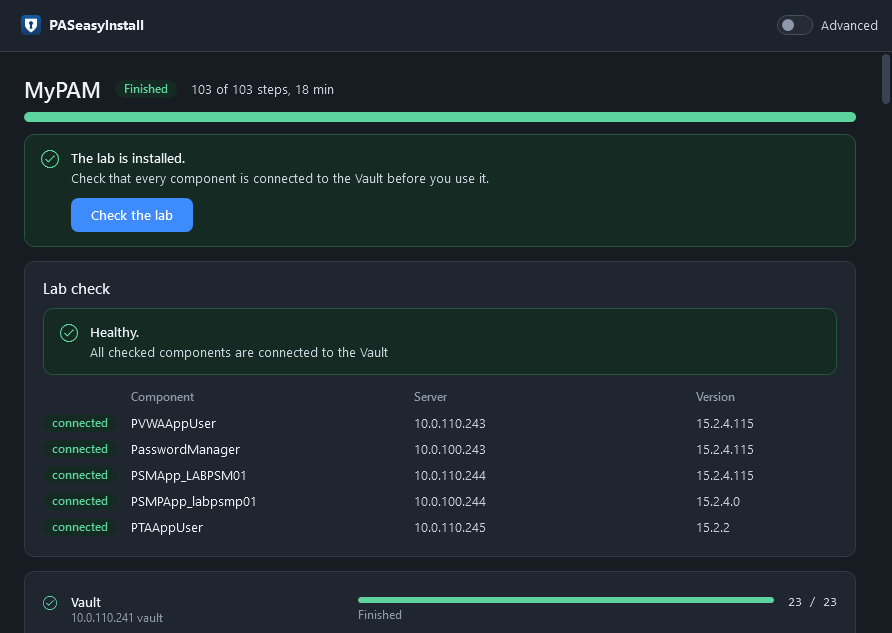 PASeasyInstall
Advanced
MyPAM Finished 103 of 103 steps, 18 min
The lab is installed.
Check that every component is connected to the Vault before you use it.
Check the lab
Lab check
Healthy.
All checked components are connected to the Vault
Component Server Version
connected PVWAAppUser 10.0.110.243 15.2.4.115
connected PasswordManager 10.0.100.243 15.2.4.115
connected PSMApp_LABPSM01 10.0.110.244 15.2.4.115
connected PSMPApp_labpsmp01 10.0.100.244 15.2.4.0
connected PTAAppUser 10.0.110.245 15.2.2
Vault 23 / 23
10.0.110.241 vault Finished